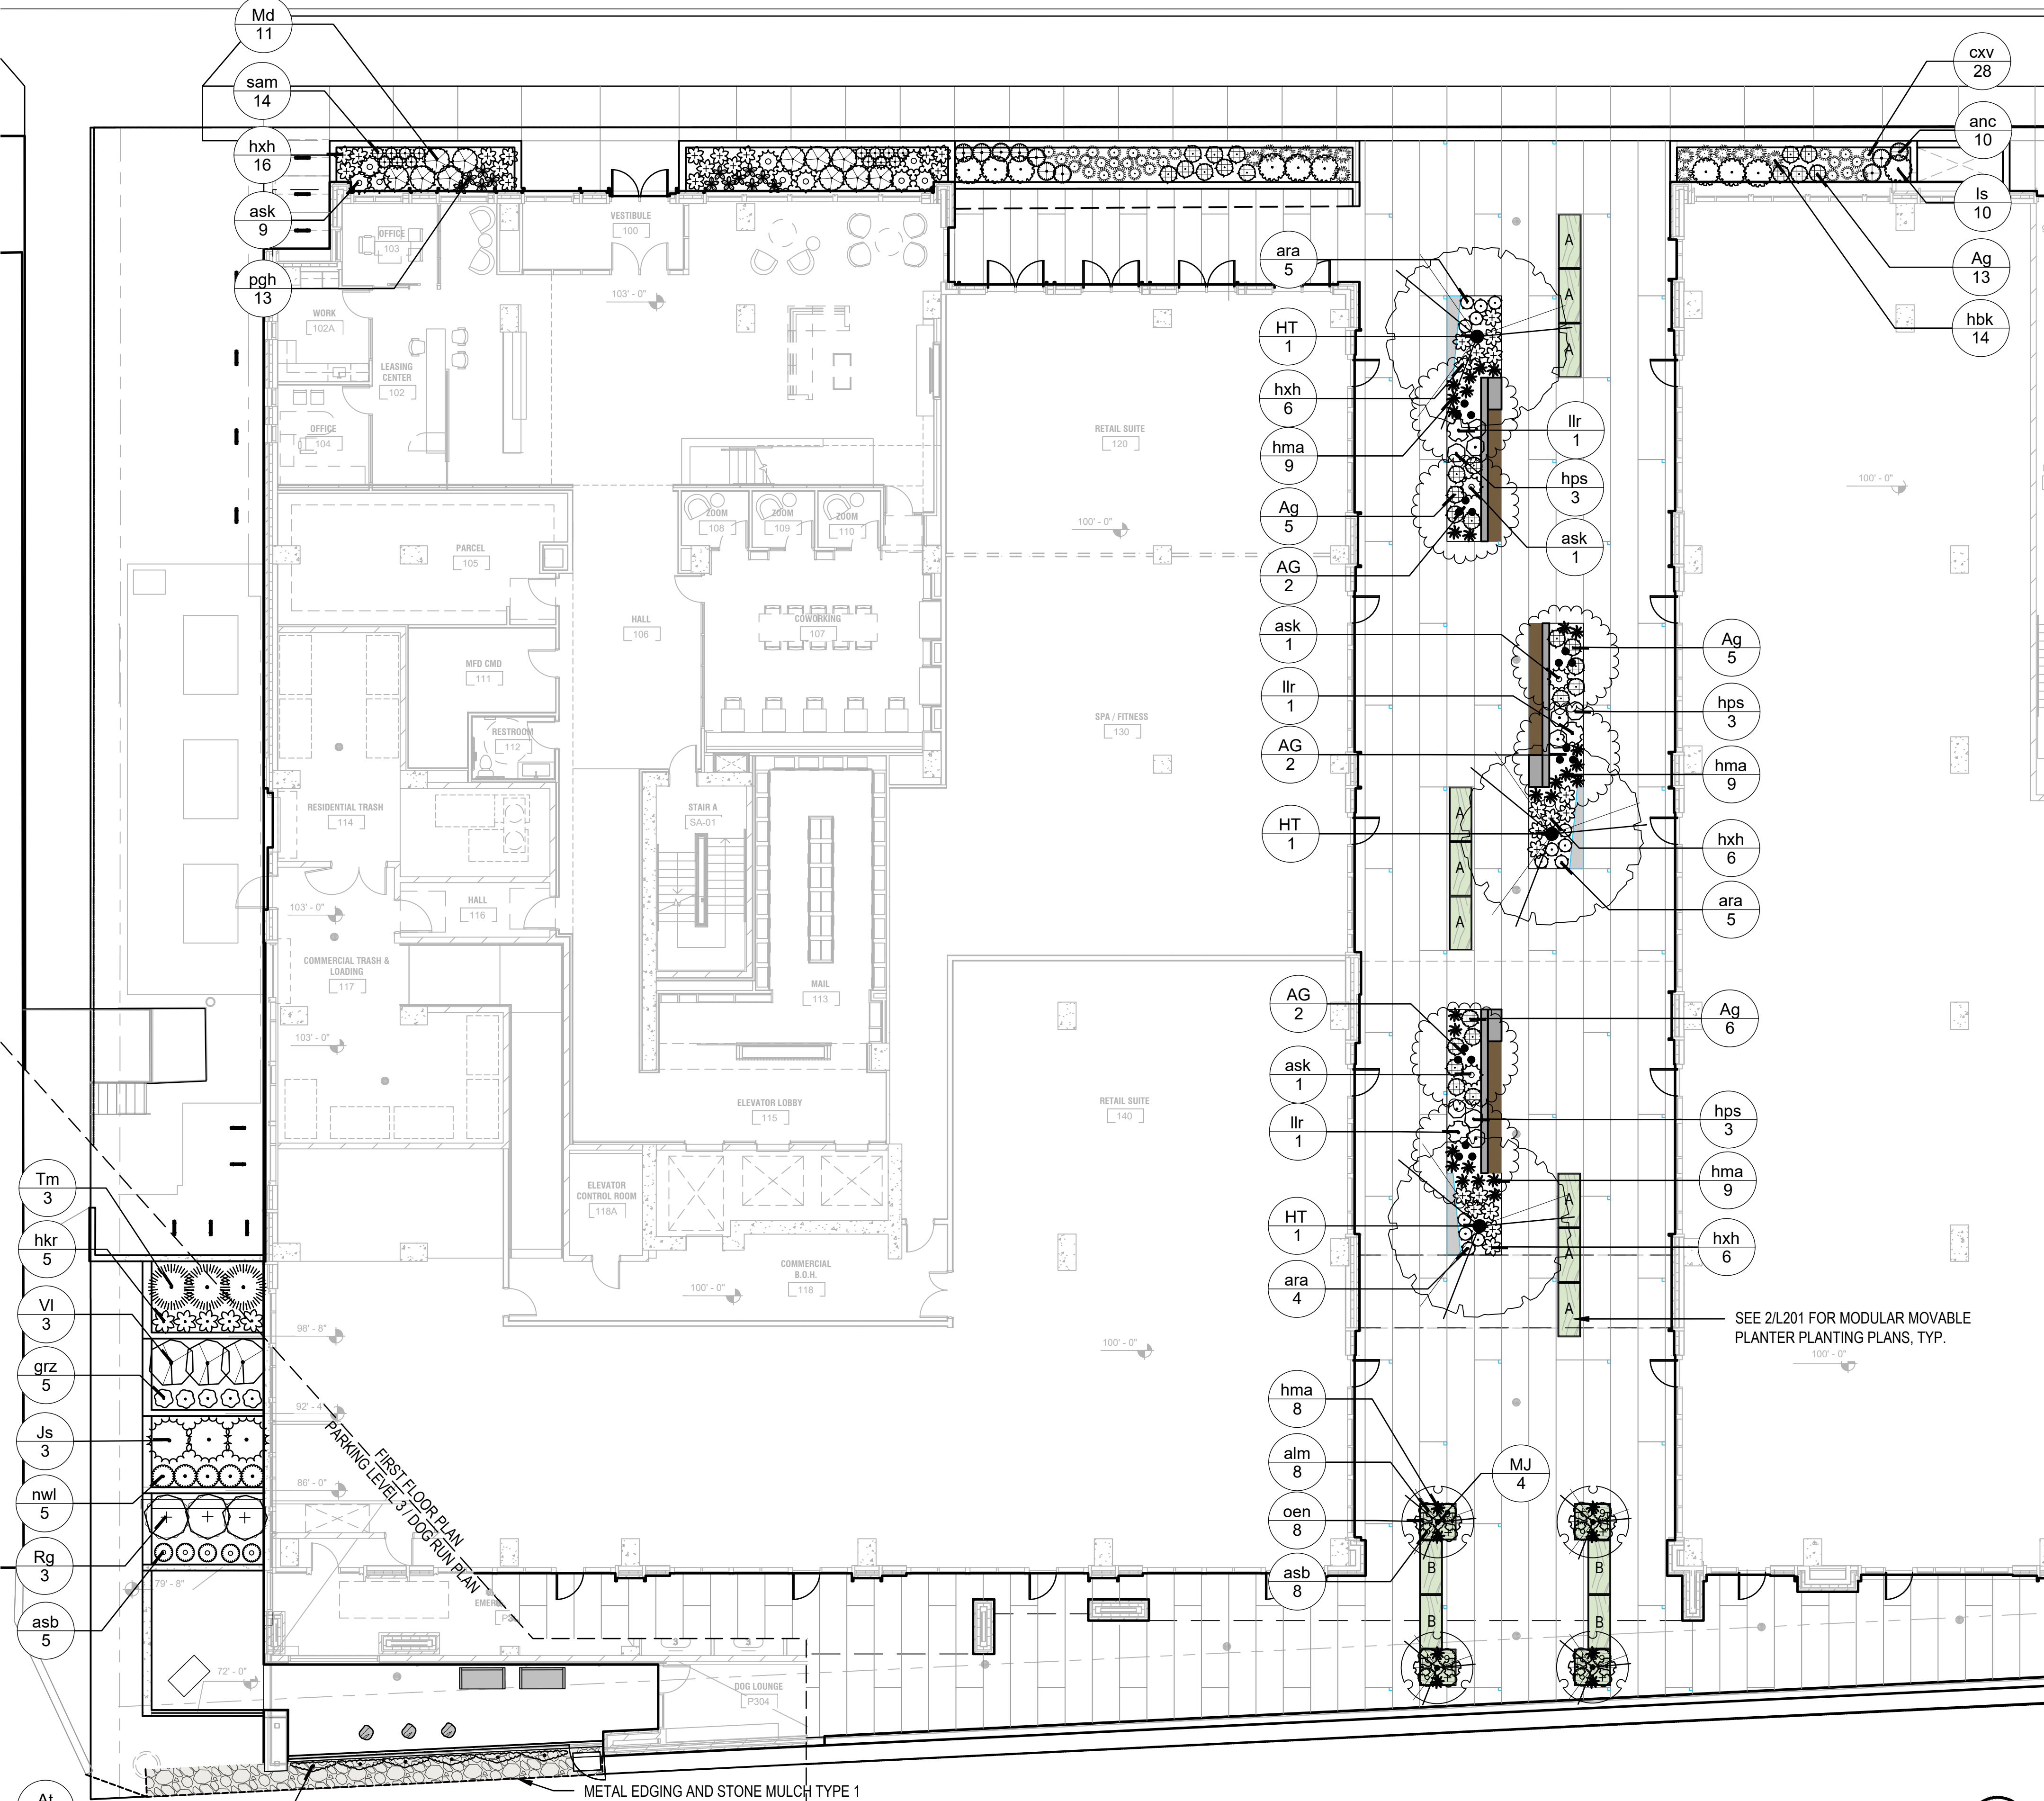 Md
11
sam
14
hxh
16
ask
9
pgh
13
cxv
28
anc
10
Is
10
Ag
13
hbk
14
OFFICE
103
VESTIBULE
100
103' - 0"
WORK
102A
LEASING
CENTER
102
OFFICE
104
ZOOM
108
ZOOM
109
ZOOM
110
PARCEL
105
HALL
106
COWORKING
107
MFD CMD
111
RESTROOM
112
RESIDENTIAL TRASH
114
HALL
116
103' - 0"
COMMERCIAL TRASH &
LOADING
117
103' - 0"
STAIR A
SA-01
MAIL
113
ELEVATOR LOBBY
115
ELEVATOR
CONTROL ROOM
118A
COMMERCIAL
B.O.H.
118
100' - 0"
RETAIL SUITE
120
100' - 0"
SPA / FITNESS
130
RETAIL SUITE
140
100' - 0"
100' - 0"
100' - 0"
ara
5
HT
1
hxh
6
hma
9
Ag
5
AG
2
llr
1
hps
3
ask
1
A
A
A
ask
1
llr
1
AG
2
HT
1
Ag
5
hps
3
hma
9
hxh
6
ara
5
A
A
A
AG
2
ask
1
llr
1
HT
1
ara
4
Ag
6
hps
3
hma
9
hxh
6
A
A
A
SEE 2/L201 FOR MODULAR MOVABLE
PLANTER PLANTING PLANS, TYP.
hma
8
alm
8
oen
8
asb
8
MJ
4
B
B
B
B
Tm
3
hkr
5
Vl
3
grz
5
Js
3
nwl
5
Rg
3
asb
5
98' - 8"
92' - 4"
86' - 0"
79' - 8"
72' - 0"
FIRST FLOOR PLAN
PARKING LEVEL 3 / DOG RUN PLAN
3
3
DOG LOUNGE
P304
METAL EDGING AND STONE MULCH TYPE 1
At